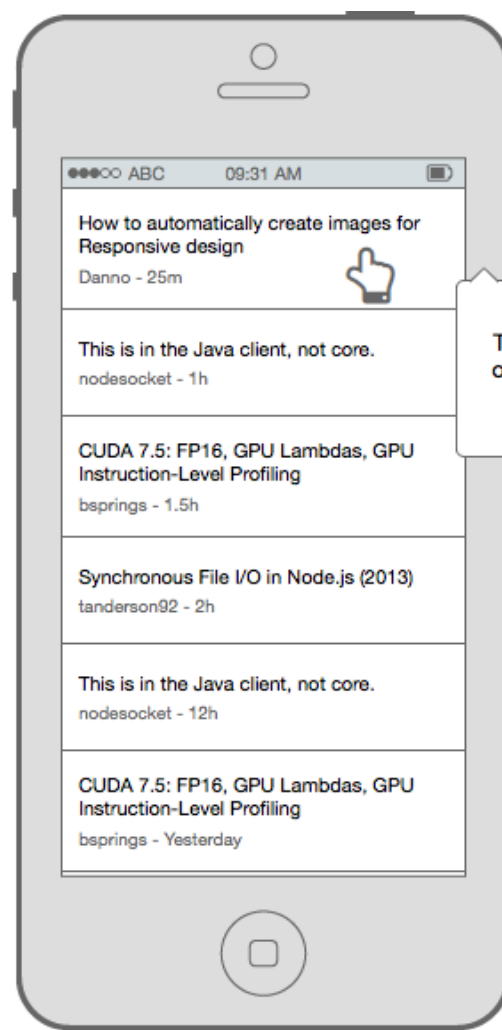 ABC 09:31 AM
How to automatically create images for
Responsive design
Danno - 25m
This is in the Java client, not core.
nodesocket - 1h
CUDA 7.5: FP16, GPU Lambdas, GPU
Instruction-Level Profiling
bsprings - 1.5h
Synchronous File I/O in Node.js (2013)
tanderson92 - 2h
This is in the Java client, not core.
nodesocket - 12h
CUDA 7.5: FP16, GPU Lambdas, GPU
Instruction-Level Profiling
bsprings - Yesterday